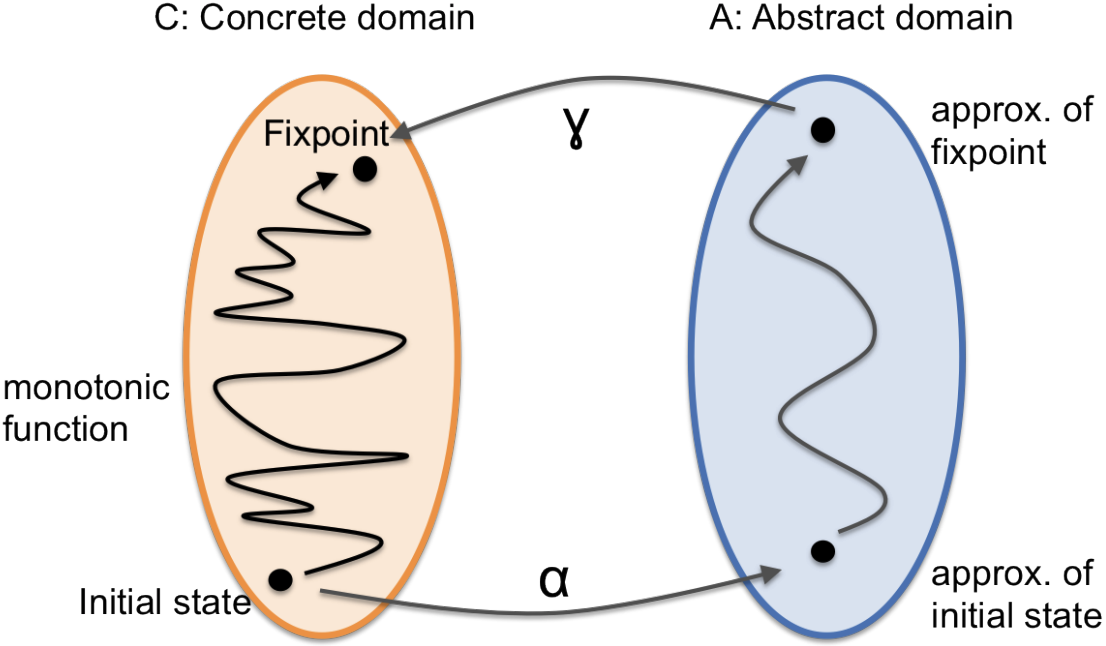 C: Concrete domain
A: Abstract domain
Fixpoint
ɣ
approx. of
fixpoint
monotonic
function
Initial state
α
approx. of
initial state